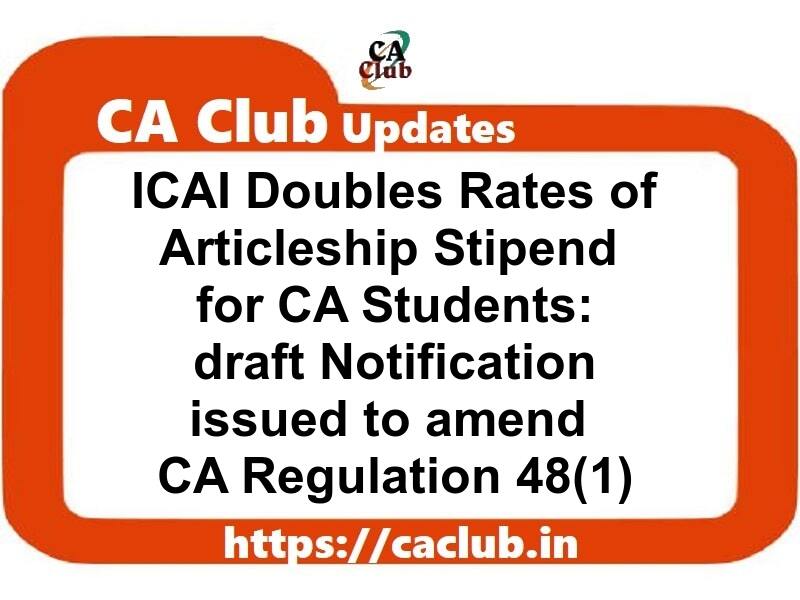 CA
Club
CA Club Updates
ICAI Doubles Rates of
Articleship Stipend
for CA Students:
draft Notification
issued to amend
CA Regulation 48(1)
https://caclub.in